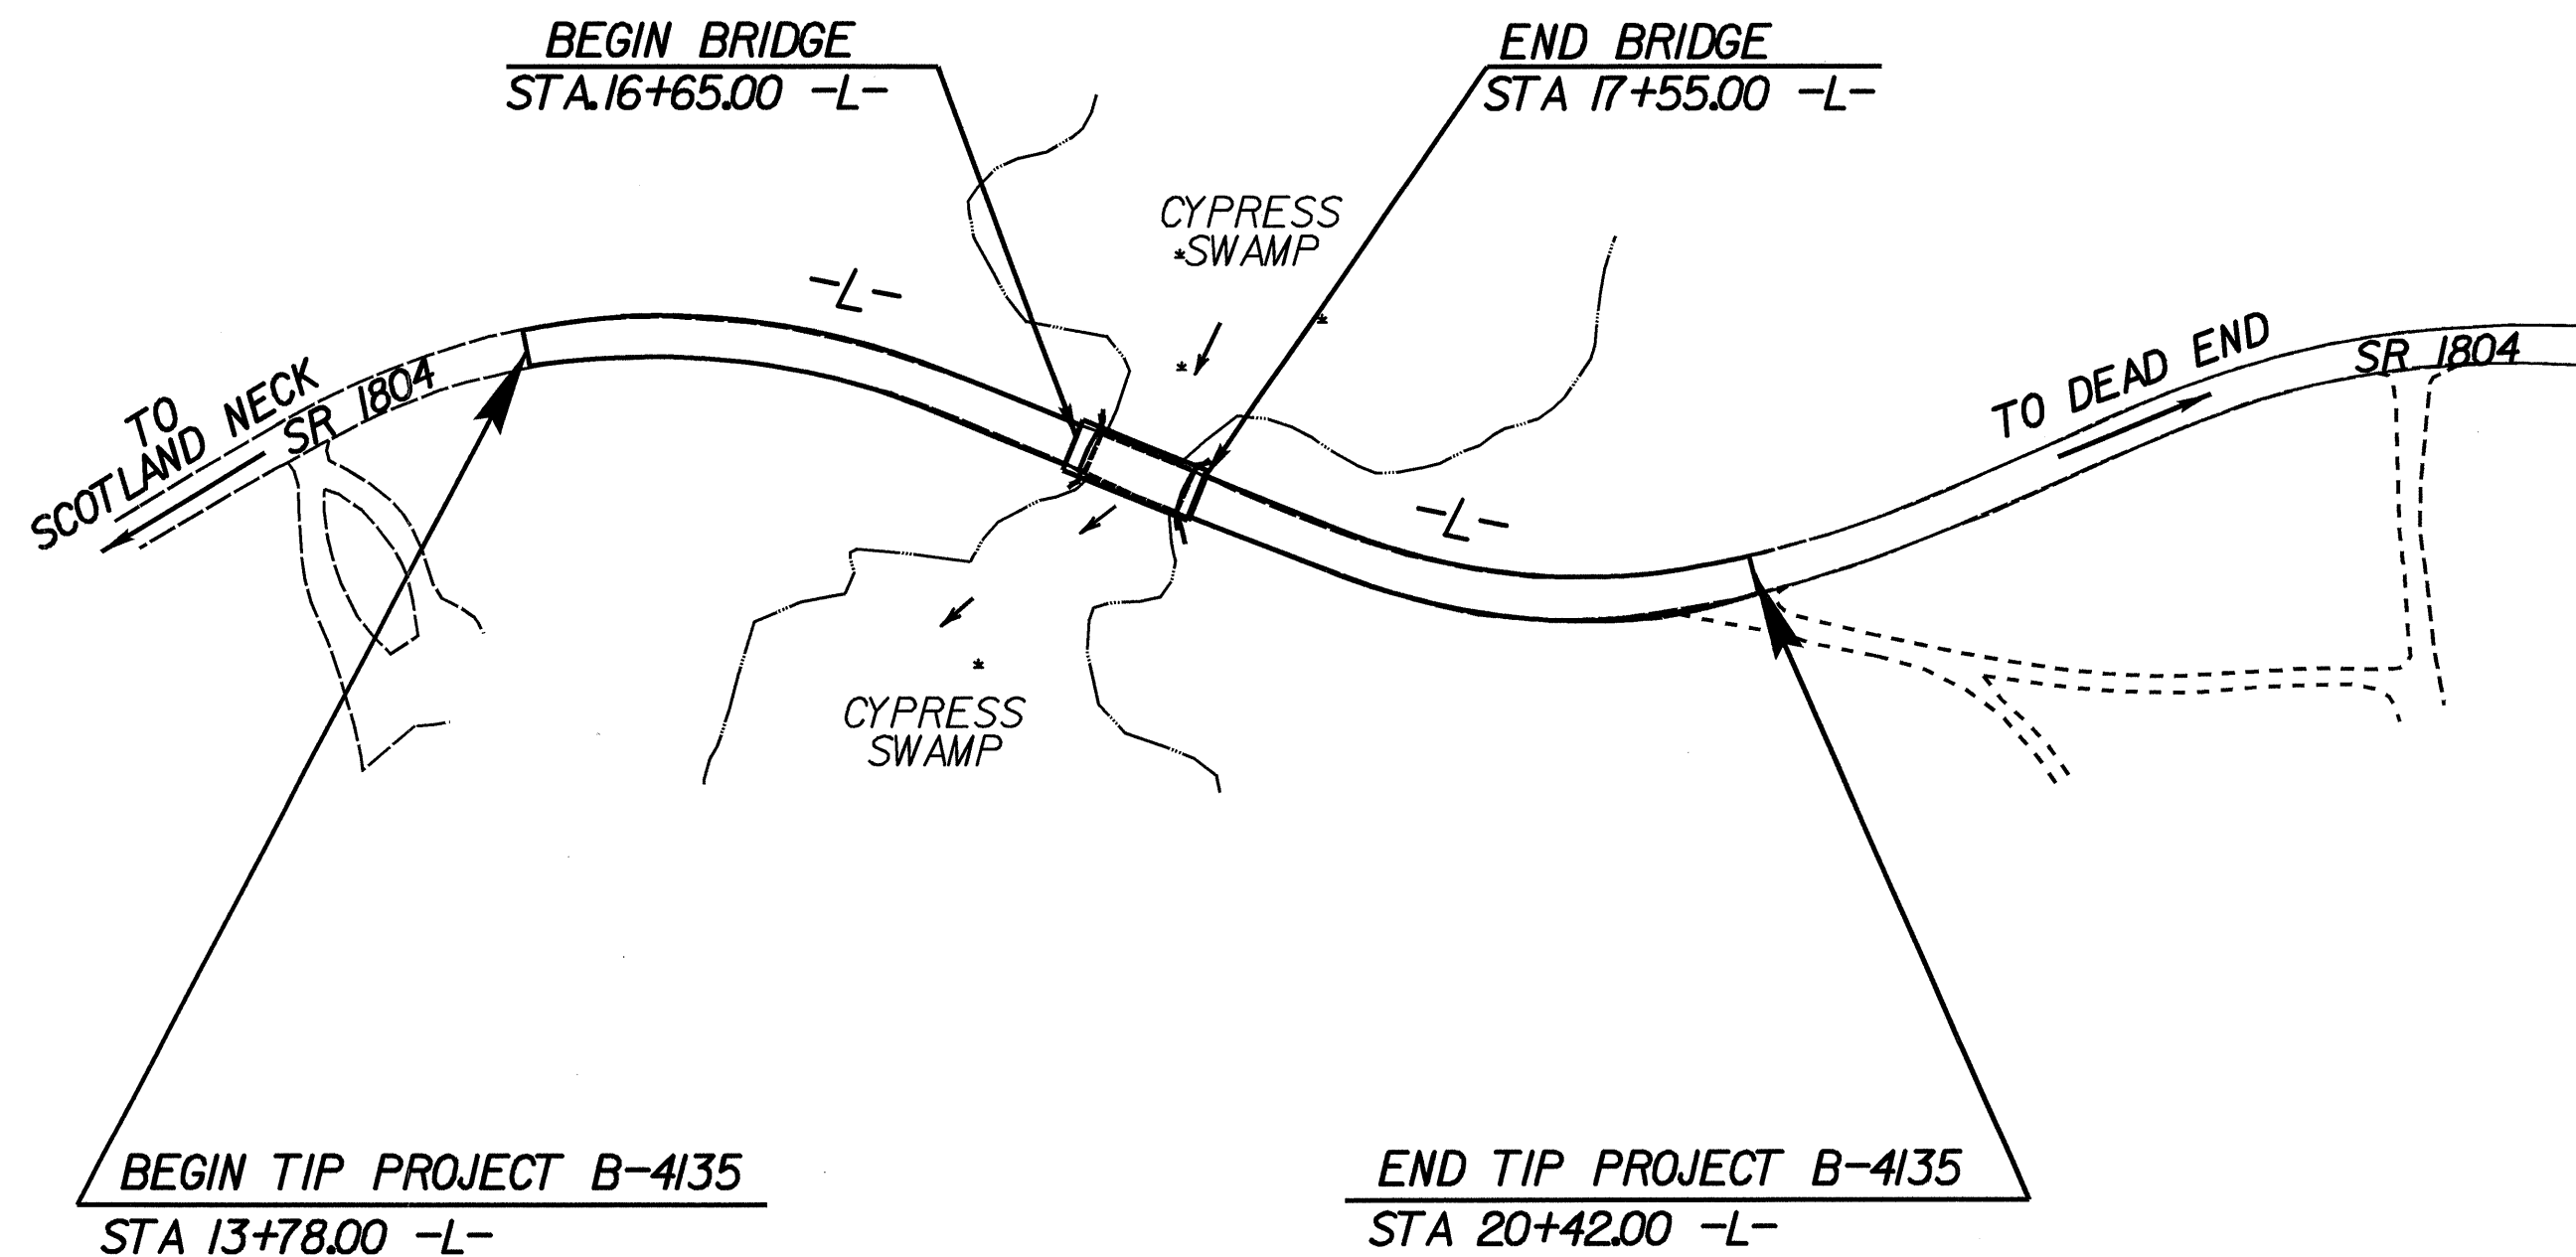 BEGIN BRIDGE
STA.16+65.00 -L-
END BRIDGE
STA 17+55.00 -L-
CYPRESS
*SWAMP
-L-
TO
SCOTLAND NECK
SR 1804
TO DEAD END
SR 1804
-L-
CYPRESS
SWAMP
BEGIN TIP PROJECT B-4135
STA 13+78.00 -L-
END TIP PROJECT B-4135
STA 20+42.00 -L-